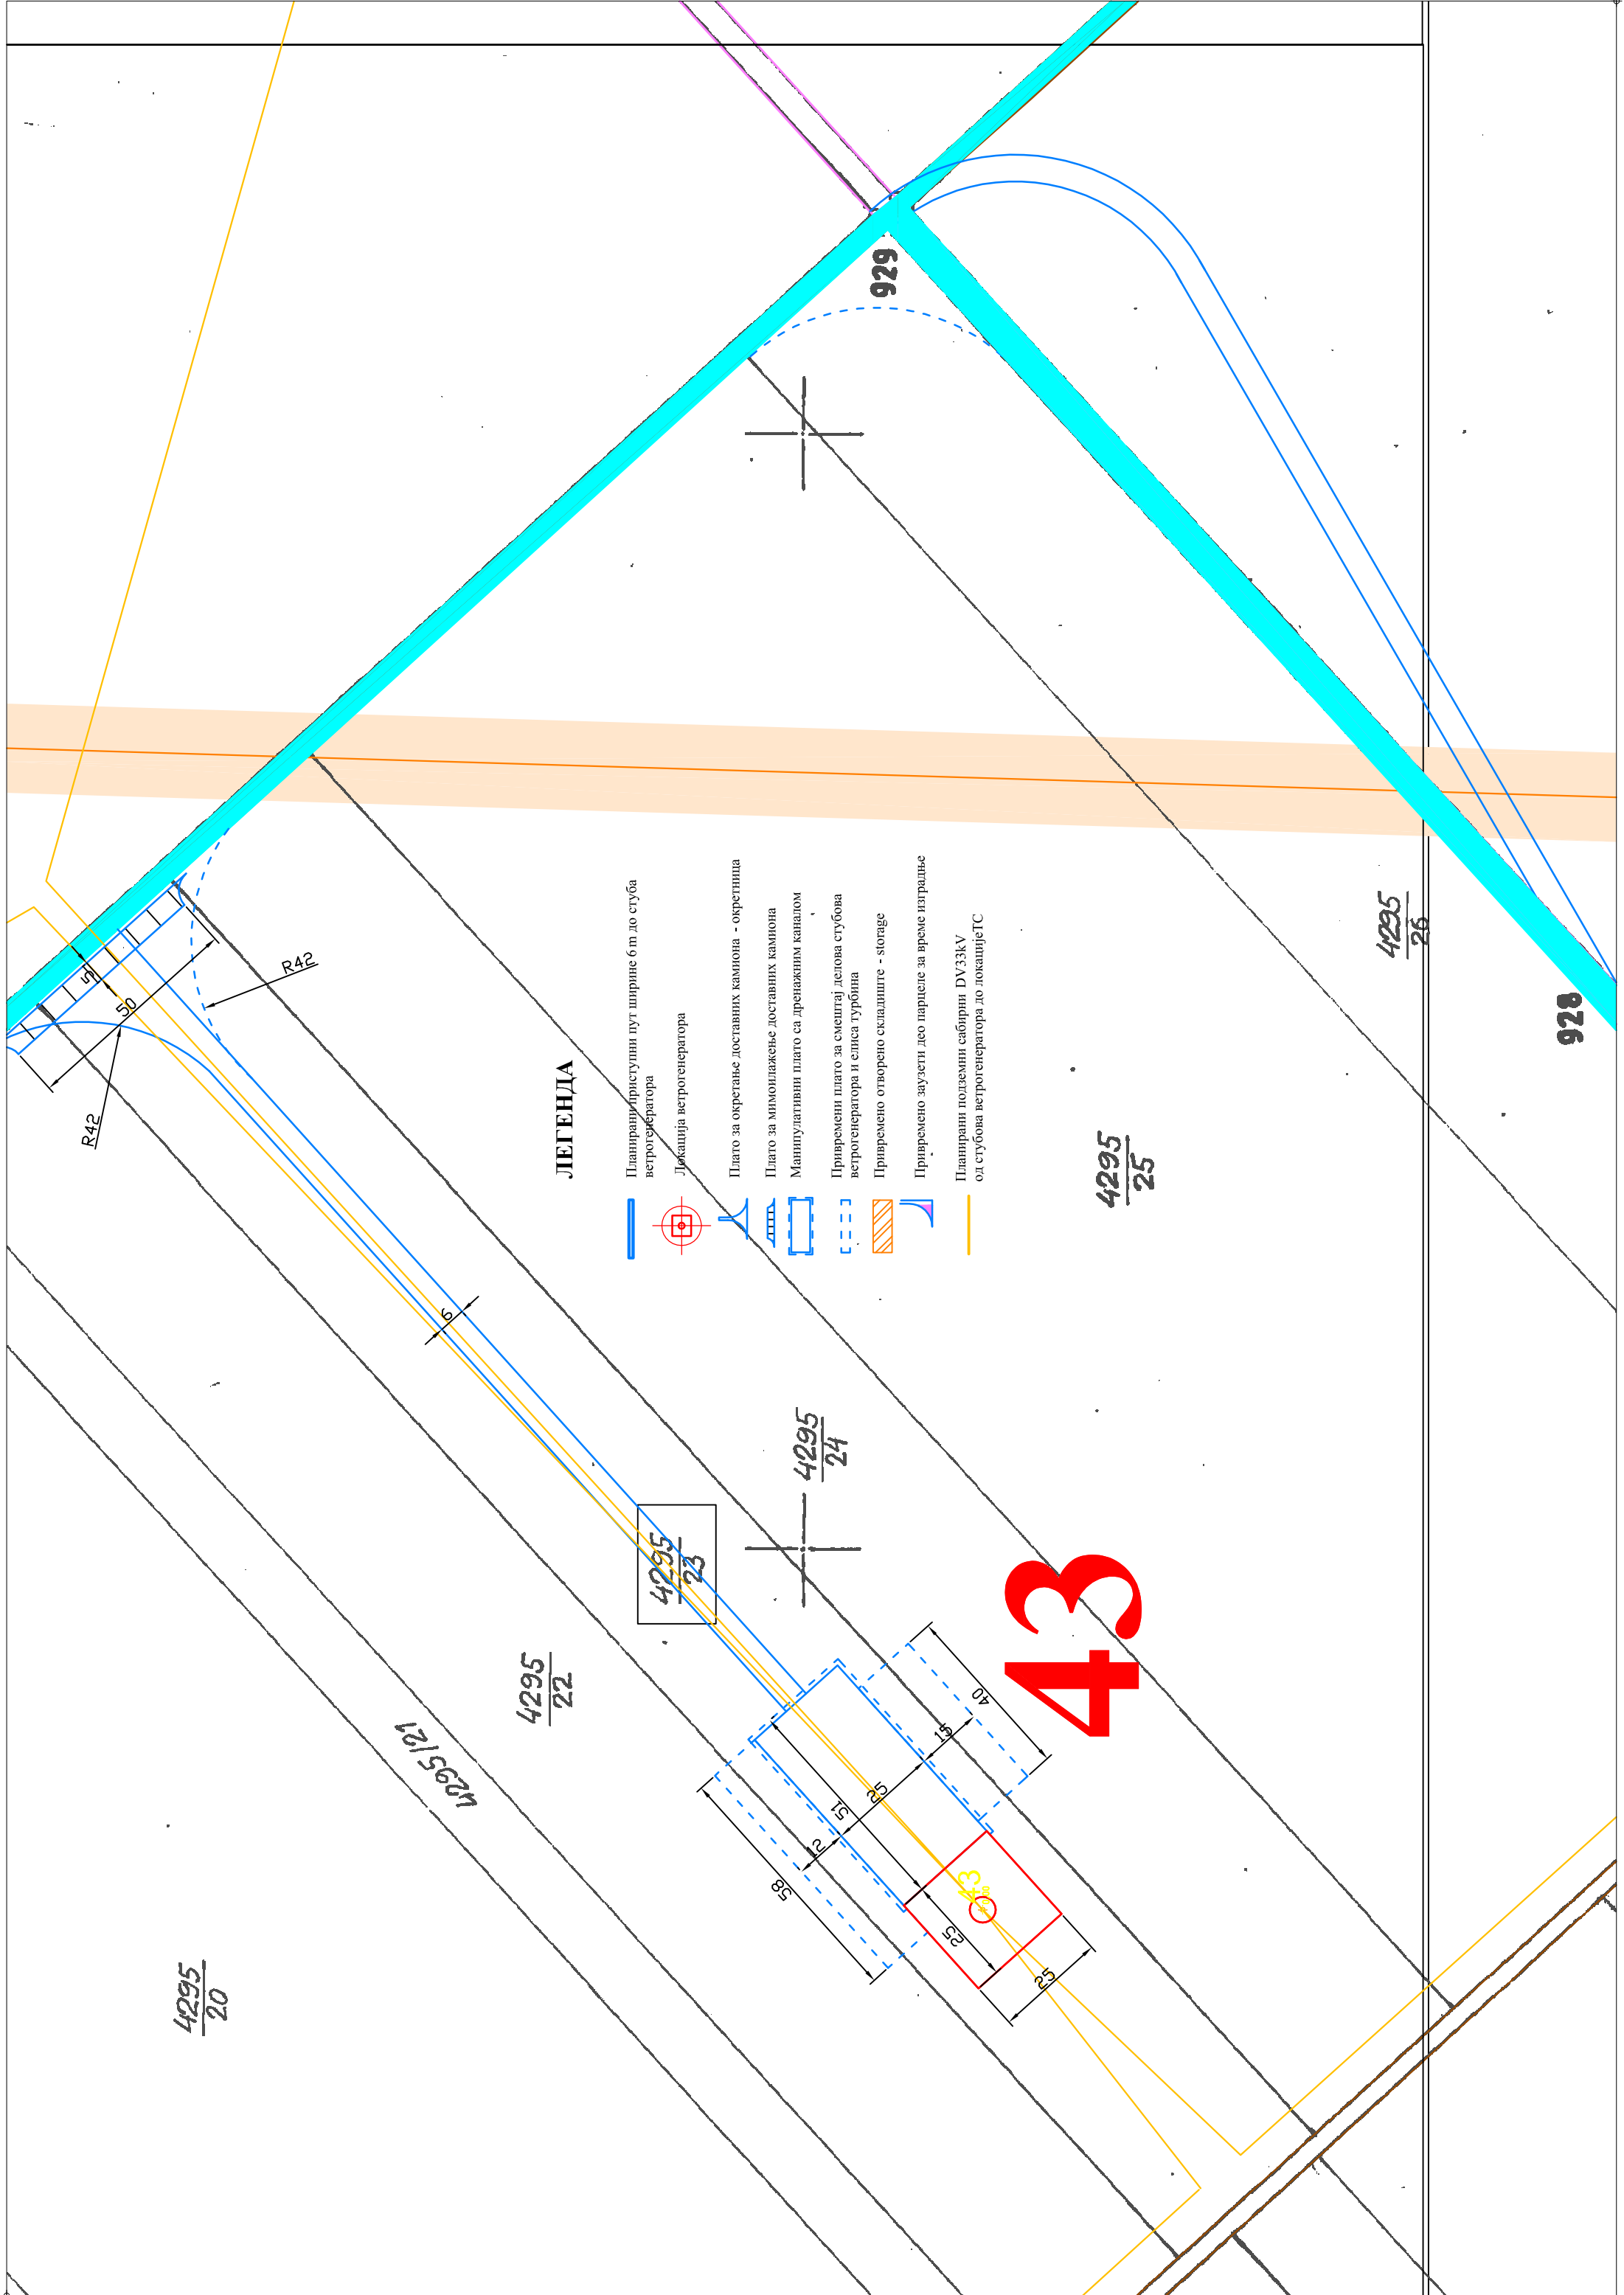 ЛЕГЕНДА
Планирани приступни пут ширине 6 m до стуба
ветрогенератора
Локација ветрогенератора
Плато за окретање доставних камиона - окретница
Плато за мимоилажење доставних камиона
Манипулативни плато са дренажним каналом
Привремени плато за смештај делова стубова
ветрогенератора и елиса турбина
Привремено отворено складиште - storage
Привремено заузети део парцеле за време изградње
Планирани подземни сабирни DV33kV
од стубова ветрогенератора до локацијеТС
929
928
4295
26
4295
25
4295
24
4295
23
4295
22
4295/21
4295
20
43
43
R42
R42
50
5
6
58
12
51
25
15
40
25
25